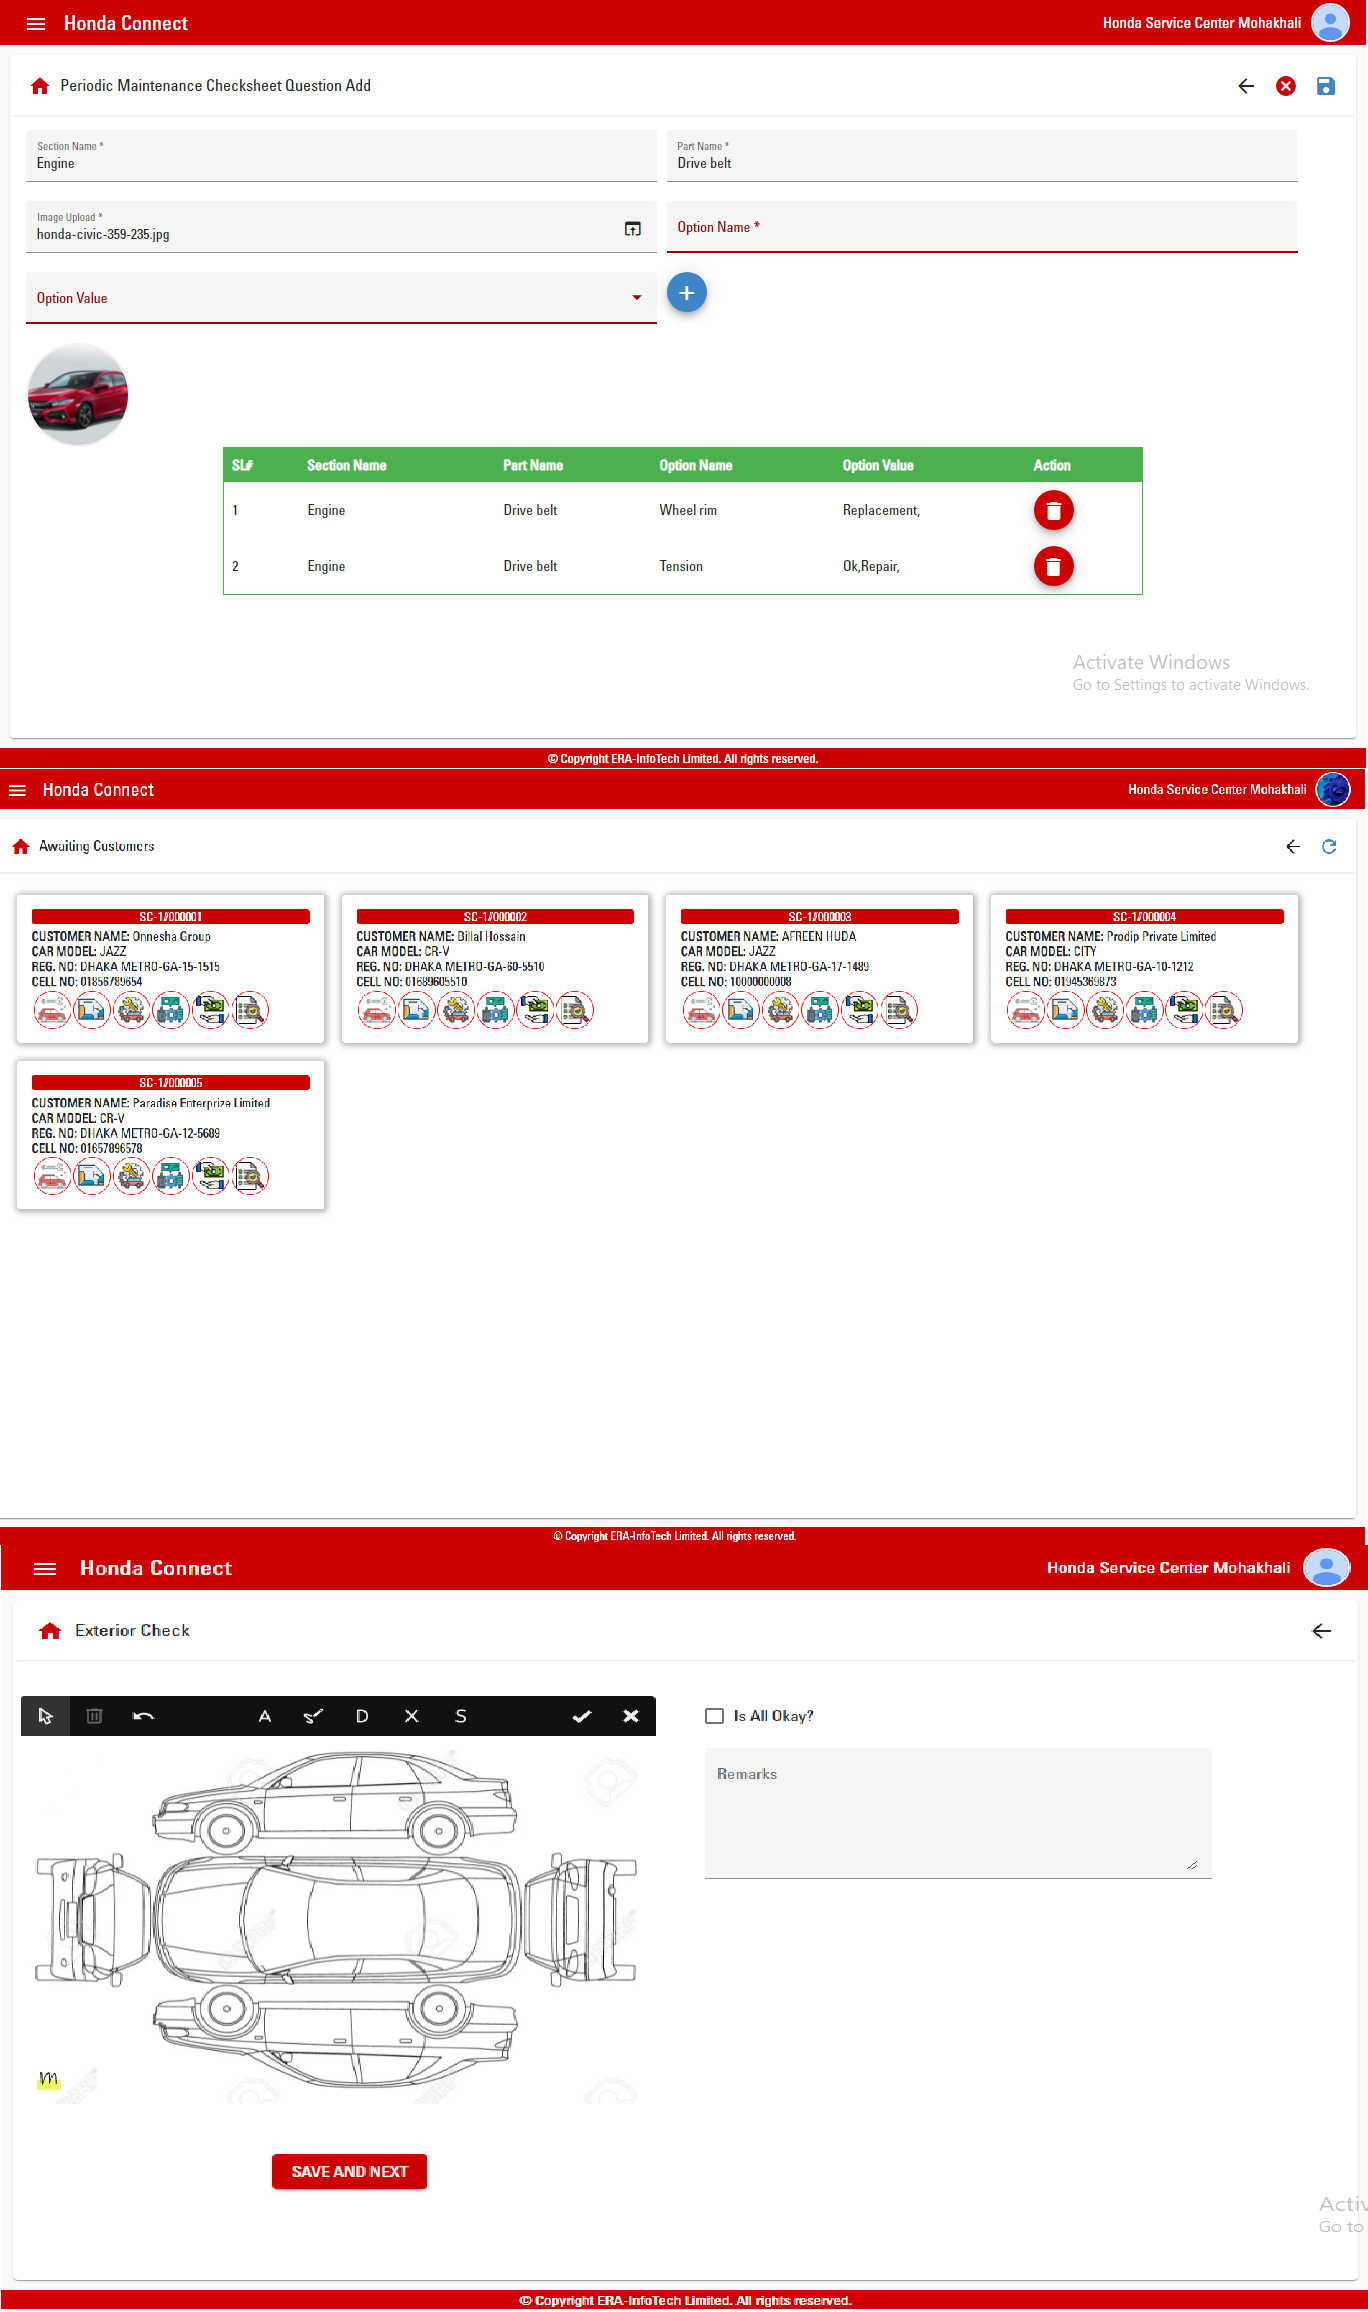 Honda Connect
Honda Service Center Mohakhali
Periodic Maintenance Checksheet Question Add
Section Name *
Engine
Part Name *
Drive belt
Image Upload *
honda-civic-359-235.jpg
Option Name *
Option Value
SL# Section Name Part Name Option Name Option Value Action
1 Engine Drive belt Wheel rim Replacement,
2 Engine Drive belt Tension Ok,Repair,
Activate Windows
Go to Settings to activate Windows.
© Copyright ERA-InfoTech Limited. All rights reserved.
Honda Connect
Honda Service Center Mohakhali
Awaiting Customers
SC-1//000001
CUSTOMER NAME: Onnesha Group
CAR MODEL: JAZZ
REG. NO: DHAKA METRO-GA-15-1515
CELL NO: 01856789654
SC-1//000002
CUSTOMER NAME: Billal Hossain
CAR MODEL: CR-V
REG. NO: DHAKA METRO-GA-60-5510
CELL NO: 01689605510
SC-1//000003
CUSTOMER NAME: AFREEN HUDA
CAR MODEL: JAZZ
REG. NO: DHAKA METRO-GA-17-1489
CELL NO: 10000000008
SC-1//000004
CUSTOMER NAME: Prodip Private Limited
CAR MODEL: CITY
REG. NO: DHAKA METRO-GA-10-1212
CELL NO: 01945369873
SC-1//000005
CUSTOMER NAME: Paradise Enterprize Limited
CAR MODEL: CR-V
REG. NO: DHAKA METRO-GA-12-5689
CELL NO: 01657896578
© Copyright ERA-InfoTech Limited. All rights reserved.
Honda Connect
Honda Service Center Mohakhali
Exterior Check
A D X S
Is All Okay?
Remarks
SAVE AND NEXT
Activ
Go to
© Copyright ERA-InfoTech Limited. All rights reserved.